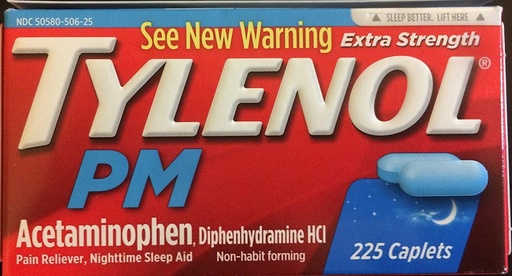 NDC 50580-506-25
SLEEP BETTER. LIFT HERE
See New Warning
Extra Strength
TYLENOL®
PM
Acetaminophen, Diphenhydramine HCl
Pain Reliever, Nighttime Sleep Aid Non-habit forming
225 Caplets